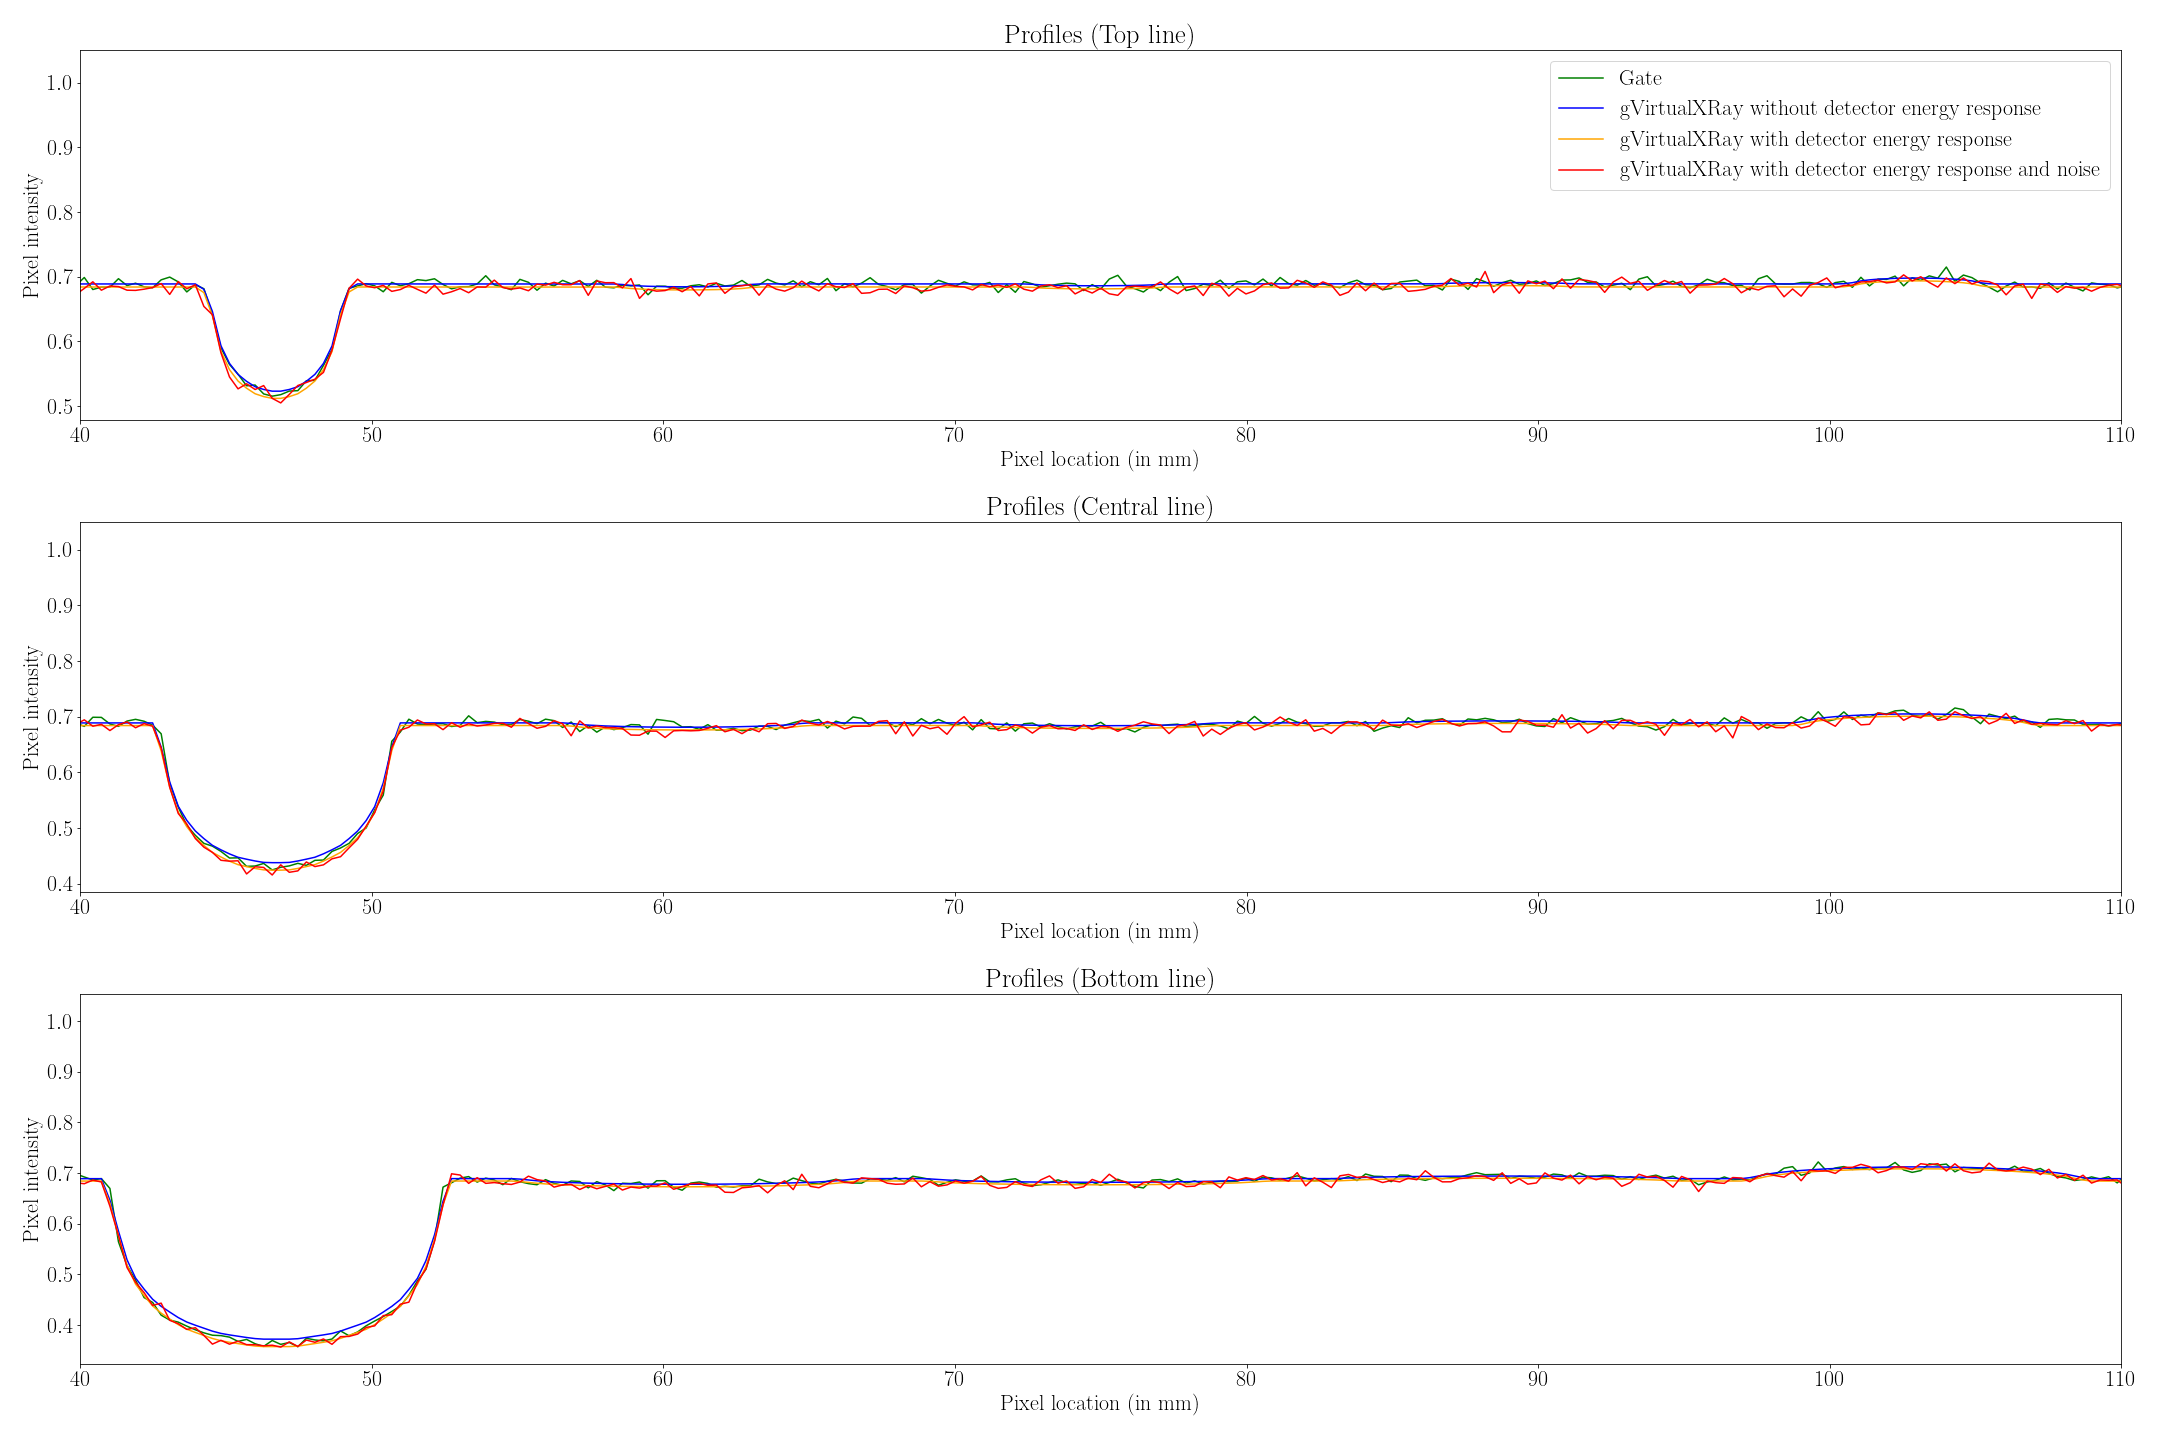 Profiles (Top line)
Pixel intensity
1.0
0.9
0.8
0.7
0.6
0.5
Gate
gVirtualXRay without detector energy response
gVirtualXRay with detector energy response
gVirtualXRay with detector energy response and noise
40 50 60 70 80 90 100 110
Pixel location (in mm)
Profiles (Central line)
Pixel intensity
1.0
0.9
0.8
0.7
0.6
0.5
0.4
40 50 60 70 80 90 100 110
Pixel location (in mm)
Profiles (Bottom line)
Pixel intensity
1.0
0.9
0.8
0.7
0.6
0.5
0.4
40 50 60 70 80 90 100 110
Pixel location (in mm)